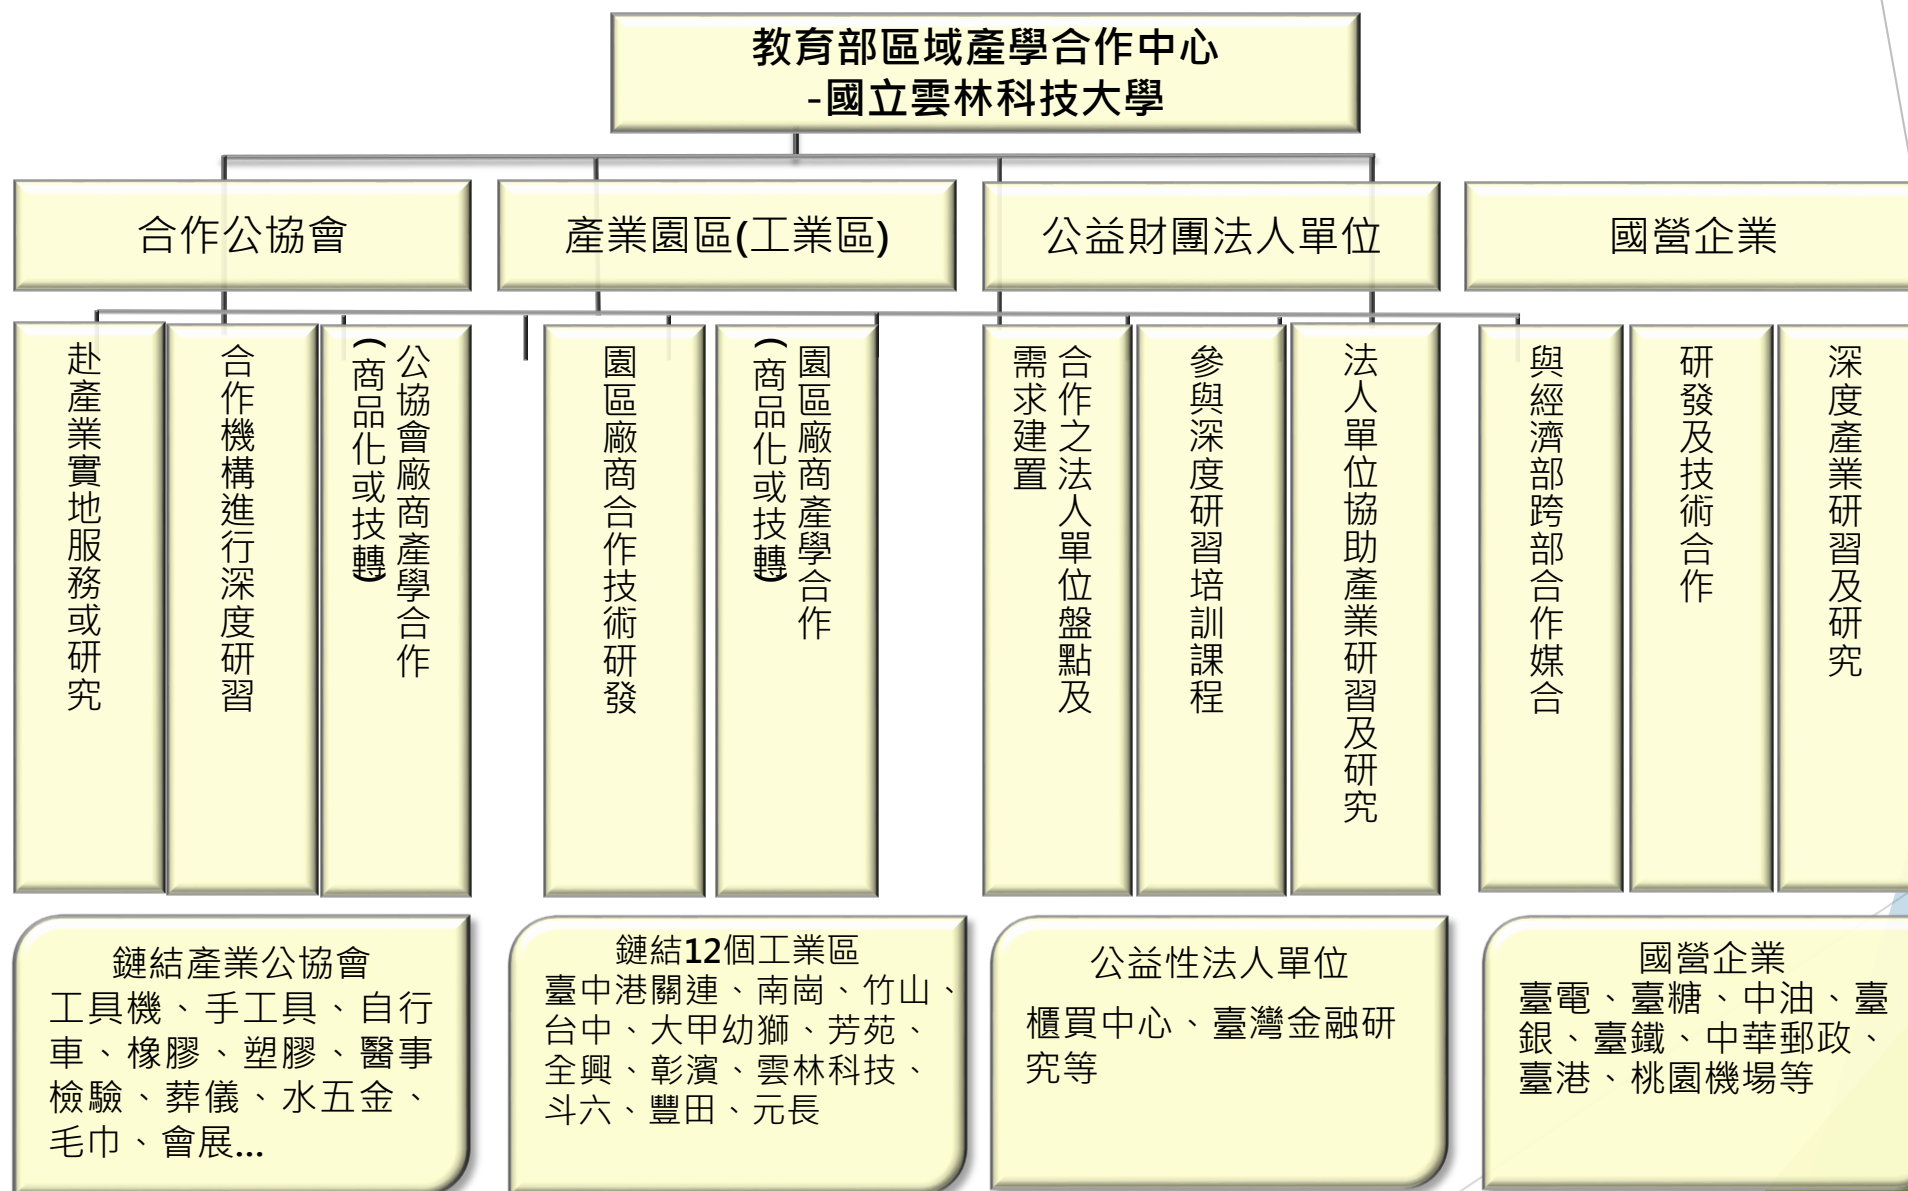 教育部區域產學合作中心
-國立雲林科技大學
合作公協會
產業園區(工業區)
公益財團法人單位
國營企業
赴產業實地服務或研究
合作機構進行深度研習
公協會廠商產學合作
(商品化或技轉)
園區廠商合作技術研發
園區廠商產學合作
(商品化或技轉)
合作之法人單位盤點及
需求建置
參與深度研習培訓課程
法人單位協助產業研習及研究
與經濟部跨部合作媒合
研發及技術合作
深度產業研習及研究
鏈結產業公協會
工具機、手工具、自行
車、橡膠、塑膠、醫事
檢驗、葬儀、水五金、
毛巾、會展...
鏈結12個工業區
臺中港關連、南崗、竹山、
台中、大甲幼獅、芳苑、
全興、彰濱、雲林科技、
斗六、豐田、元長
公益性法人單位
櫃買中心、臺灣金融研
究等
國營企業
臺電、臺糖、中油、臺
銀、臺鐵、中華郵政、
臺港、桃園機場等